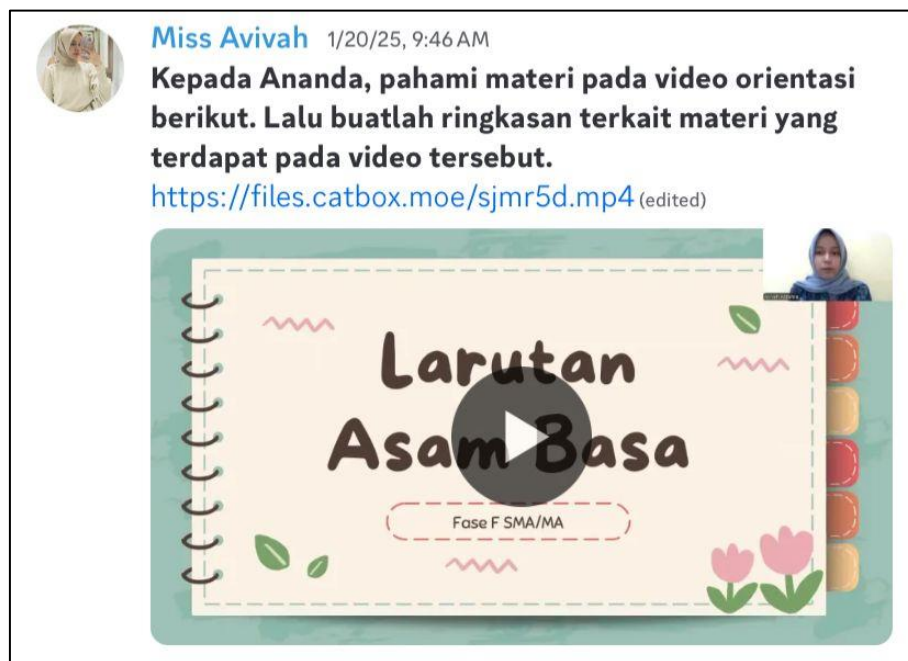 Miss Avivah 1/20/25, 9:46 AM
Kepada Ananda, pahami materi pada video orientasi
berikut. Lalu buatlah ringkasan terkait materi yang
terdapat pada video tersebut.
https://files.catbox.moe/sjmr5d.mp4 (edited)
Larutan
Asam Basa
Fase F SMA/MA